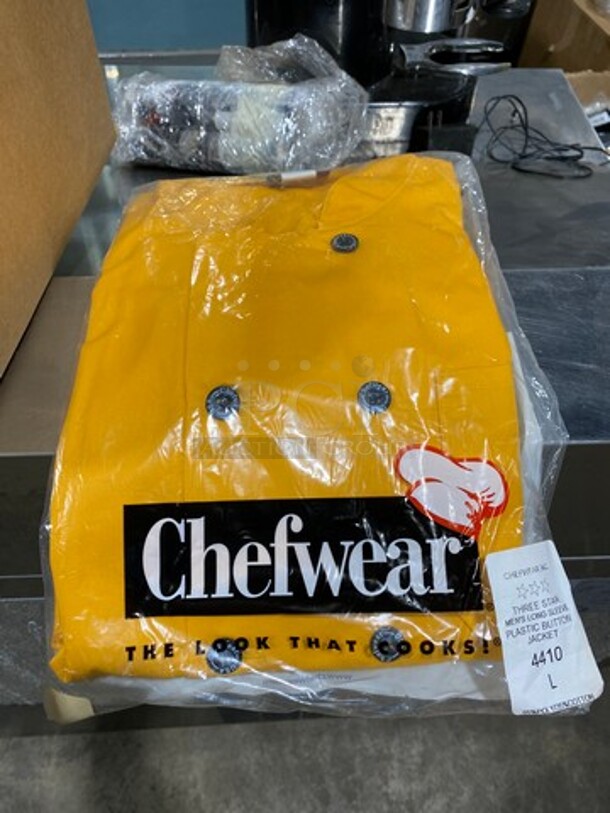 Chefwear
THE LOOK THAT COOKS!®
CHEFWEAR INC.
THREE STAR
MEN'S LONG SLEEVE
PLASTIC BUTTON
JACKET
4410
L